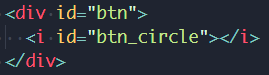 <div id="btn">
  <i id="btn_circle"></i>
</div>